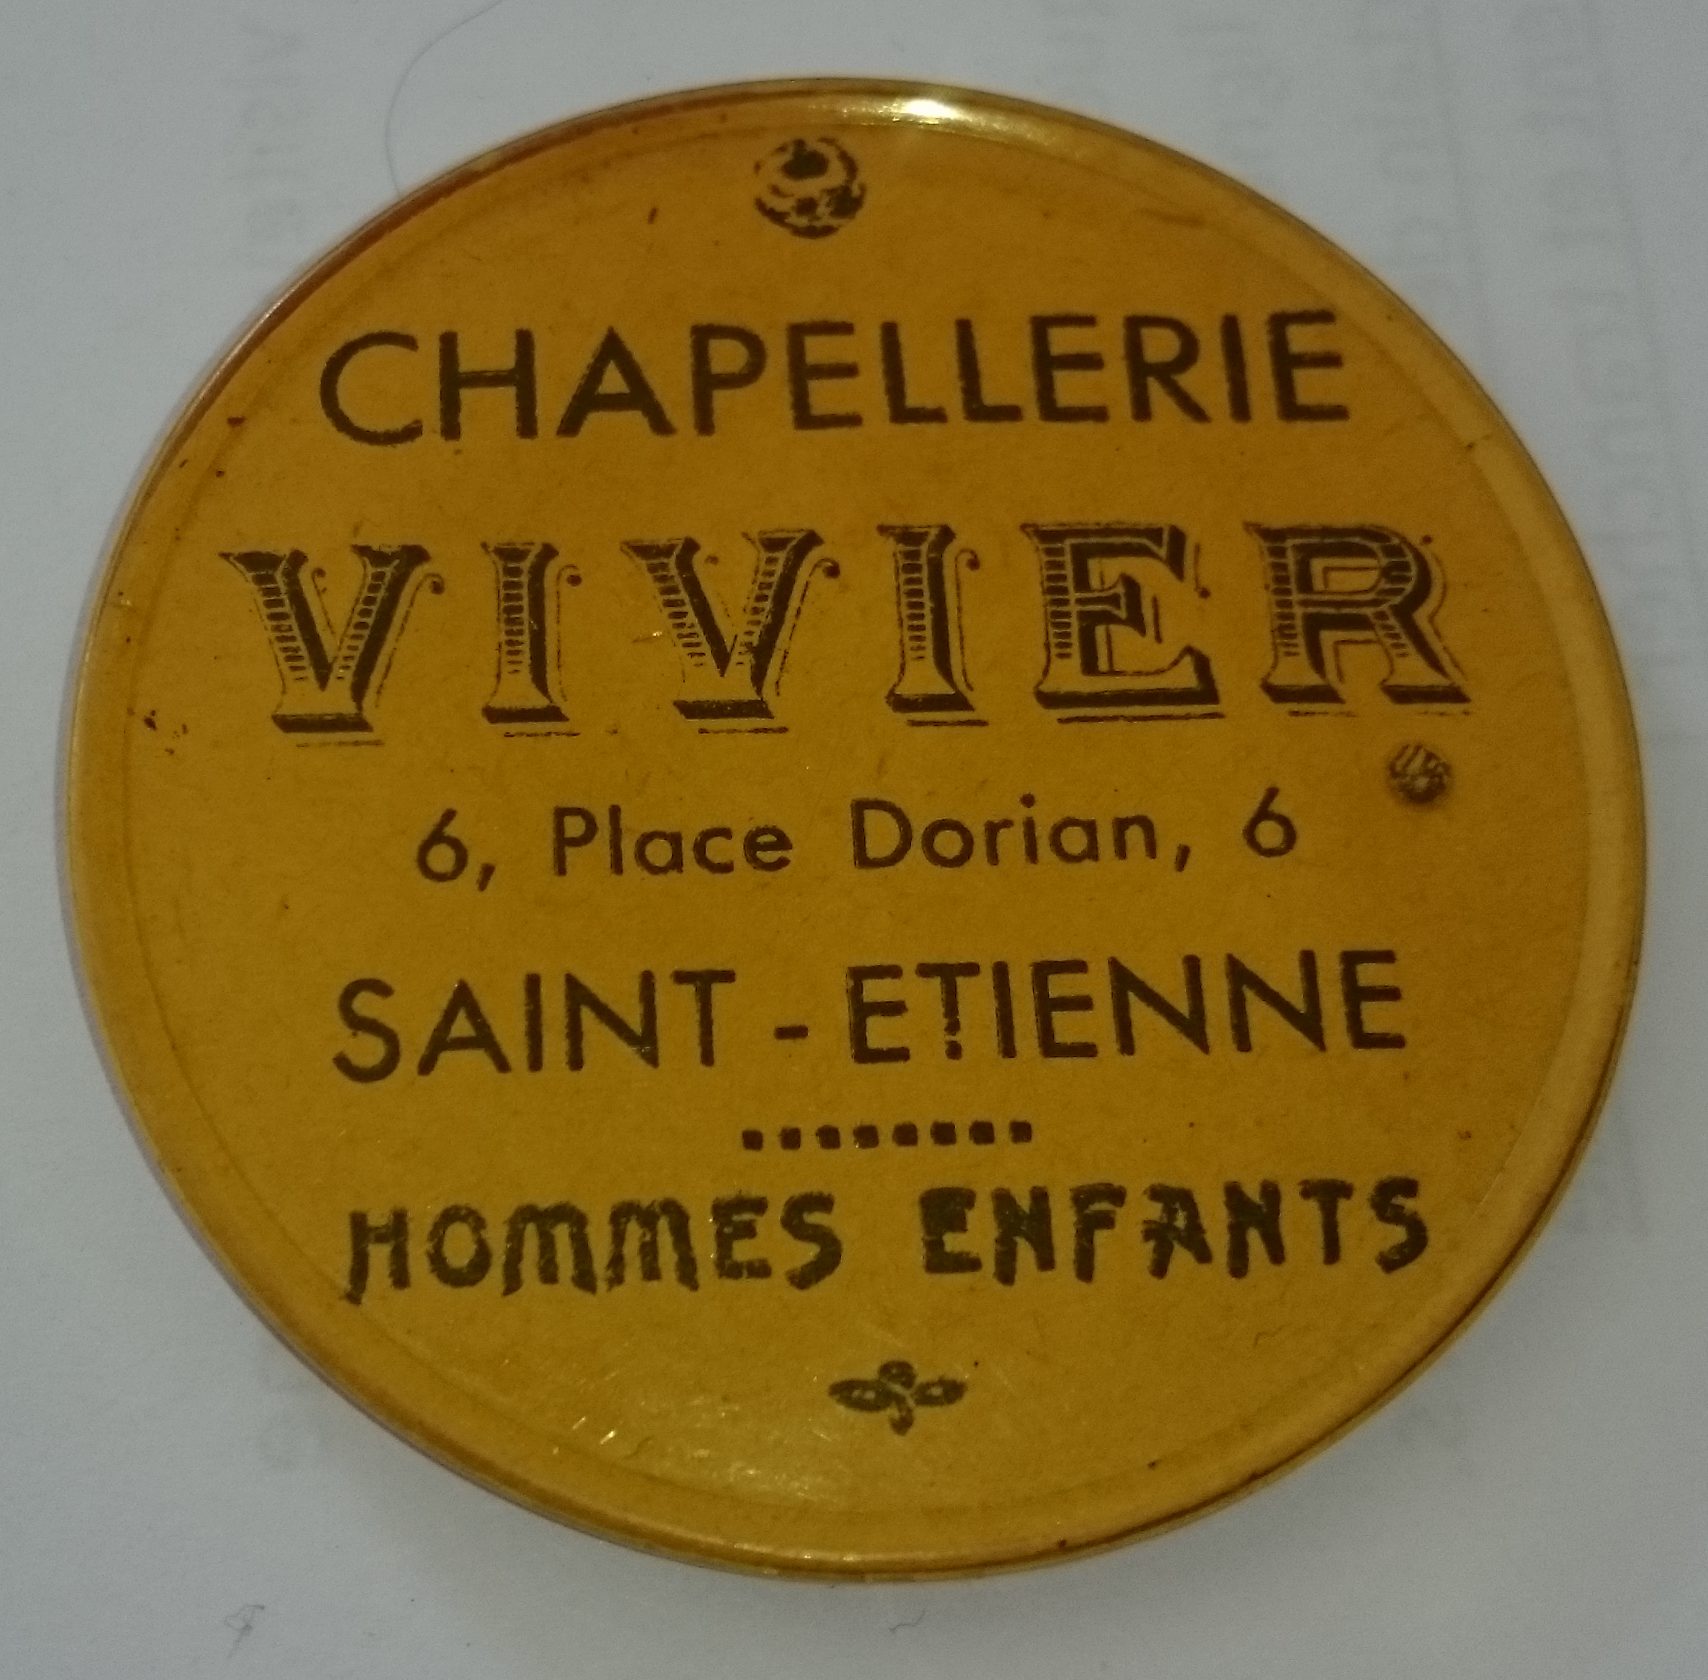 CHAPELLERIE
VIVIER
6, Place Dorian, 6
SAINT - ETIENNE
HOMMES ENFANTS